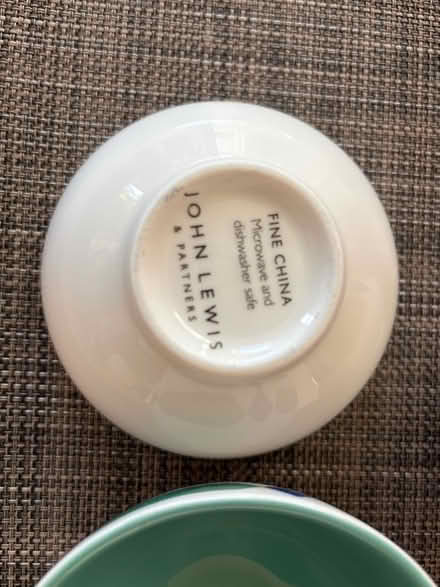 FINE CHINA
Microwave and
dishwasher safe
JOHN LEWIS
& PARTNERS